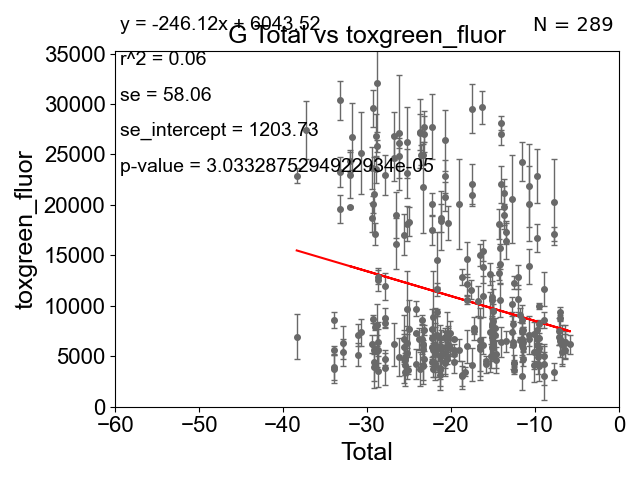 y = -246.12x + 6043.52
N = 289
G Total vs toxgreen_fluor
r^2 = 0.06
se = 58.06
se_intercept = 1203.73
p-value = 3.0332875294922934e-05
toxgreen_fluor
35000
30000
25000
20000
15000
10000
5000
0
−60
−50
−40
−30
−20
−10
0
Total